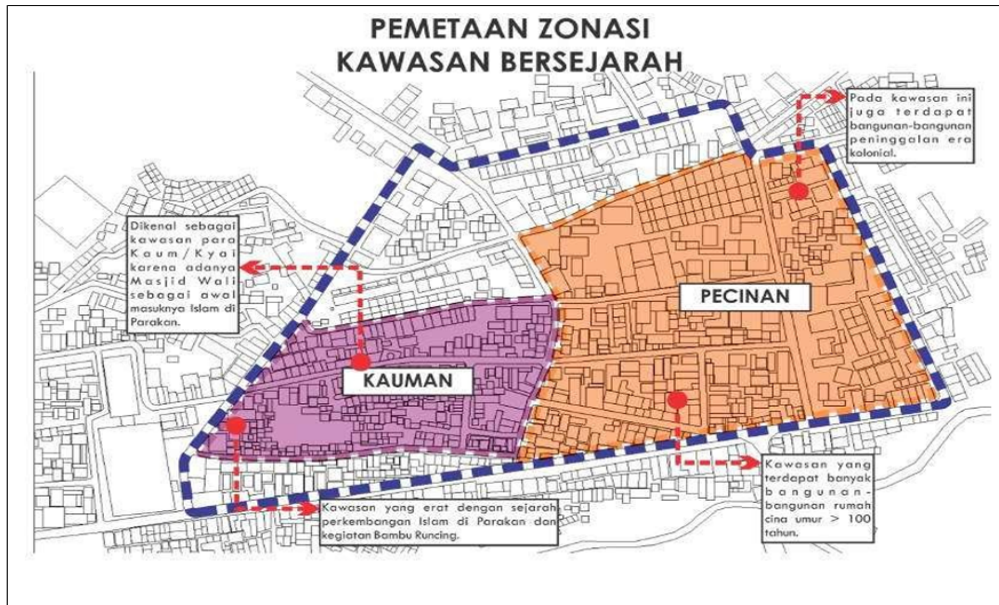 PEMETAAN ZONASI
KAWASAN BERSEJARAH
Pada kawasan ini
juga terdapat
bangunan-bangunan
peninggalan era
kolonial.
Dikenal sebagai
kawasan para
Kaum/Kyai
karena adanya
Masjid Wali
sebagai awal
masuknya Islam di
Parakan.
PECINAN
KAUMAN
Kawasan yang
terdapat banyak
bangunan-
bangunan rumah
cina umur > 100
tahun.
Kawasan yang erat dengan sejarah
perkembangan Islam di Parakan dan
kegiatan Bambu Runcing.